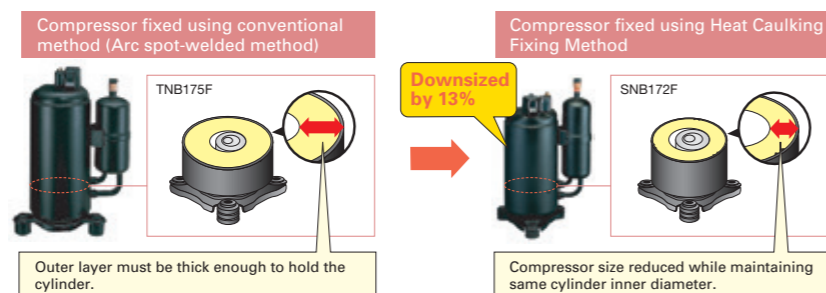 Compressor fixed using conventional
method (Arc spot-welded method)
TNB175F
Outer layer must be thick enough to hold the
cylinder.
Compressor fixed using Heat Caulking
Fixing Method
Downsized
by 13%
SNB172F
Compressor size reduced while maintaining
same cylinder inner diameter.